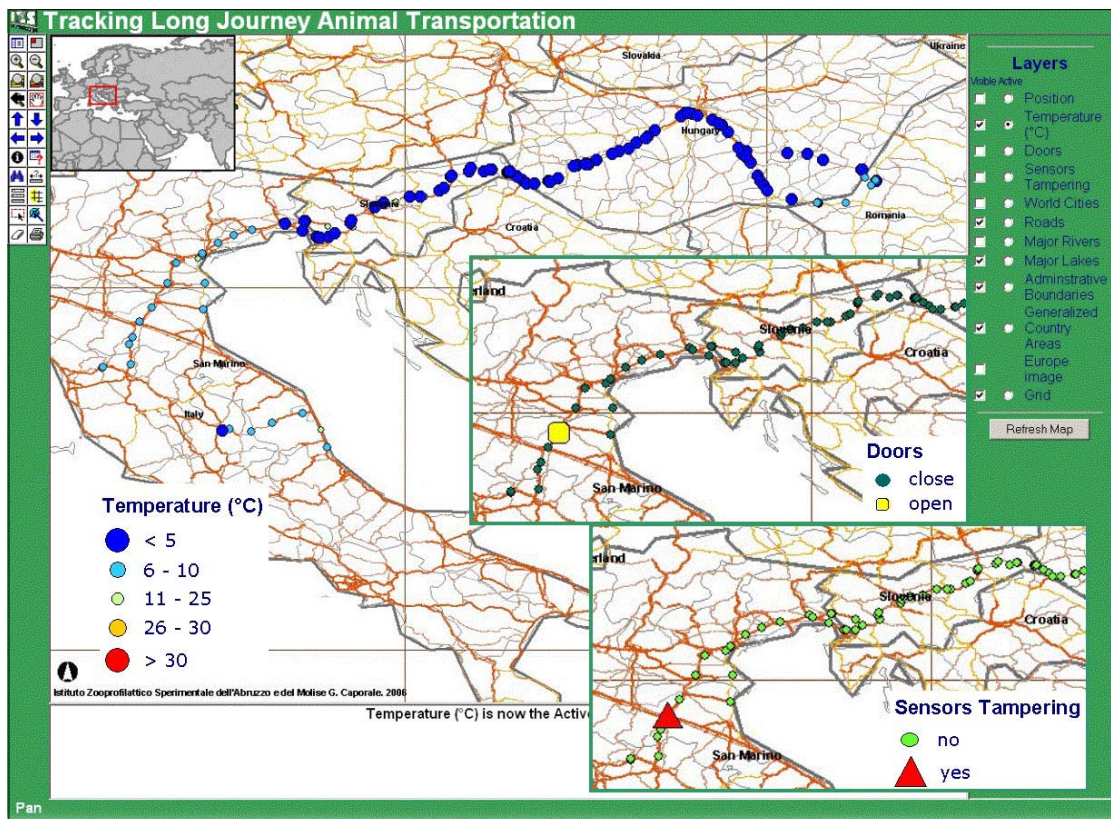 Tracking Long Journey Animal Transportation
Slovakia
Ukraine
Hungary
Slovenia
Romania
Croatia
San Marino
Italy
Temperature (°C)
< 5
6 - 10
11 - 25
26 - 30
> 30
Istituto Zooprofilattico Sperimentale dell'Abruzzo e del Molise G. Caporale. 2006
Temperature (°C) is now the Active
Pan
erland
Slovenia
Croatia
San Marino
Doors
close
open
erland
Slovenia
Croatia
San Marino
Sensors Tampering
no
yes
Layers
Visible Active
Position
Temperature
(°C)
Doors
Sensors
Tampering
World Cities
Roads
Major Rivers
Major Lakes
Adminstrative
Boundaries
Generalized
Country
Areas
Europe
image
Grid
Refresh Map